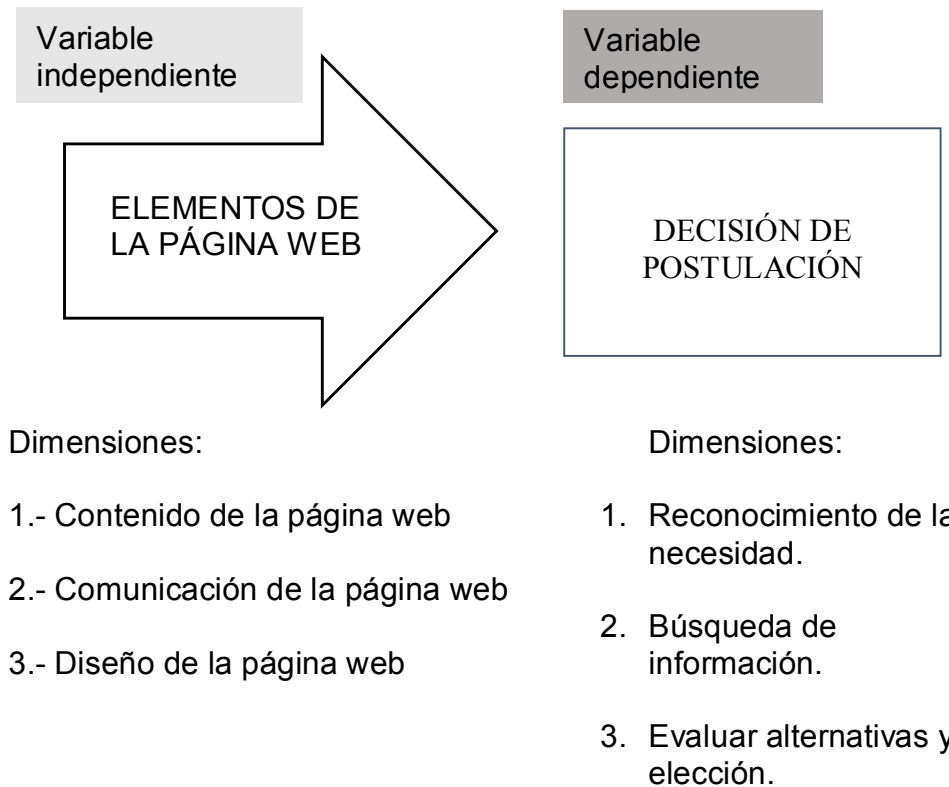 Variable
independiente
ELEMENTOS DE
LA PÁGINA WEB
Variable
dependiente
DECISIÓN DE
POSTULACIÓN
Dimensiones:
1.- Contenido de la página web
2.- Comunicación de la página web
3.- Diseño de la página web
Dimensiones:
1. Reconocimiento de la
necesidad.
2. Búsqueda de
información.
3. Evaluar alternativas y
elección.